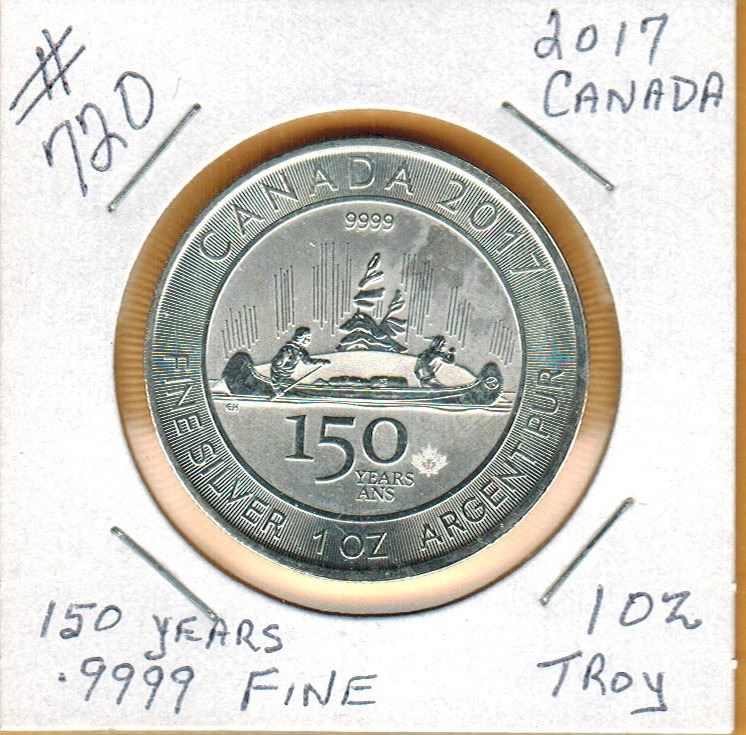 #
720
2017
CANADA
CANADA 2017
9999
EH
150
YEARS
ANS
FINE SILVER 1 OZ ARGENT PUR
150 YEARS
.9999 FINE
1 OZ
TROY